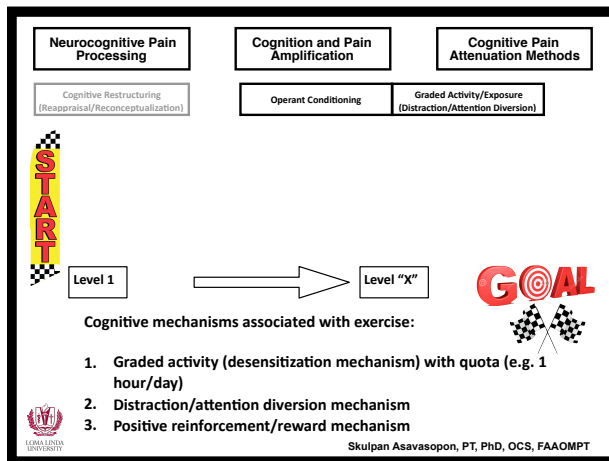 Neurocognitive Pain
Processing
Cognition and Pain
Amplification
Cognitive Pain
Attenuation Methods
Cognitive Restructuring
(Reappraisal/Reconceptualization)
Operant Conditioning
Graded Activity/Exposure
(Distraction/Attention Diversion)
START
Level 1
Level “X”
GOAL
Cognitive mechanisms associated with exercise:
1. Graded activity (desensitization mechanism) with quota (e.g. 1
hour/day)
2. Distraction/attention diversion mechanism
3. Positive reinforcement/reward mechanism
LOMA LINDA
UNIVERSITY
Skulpan Asavasopon, PT, PhD, OCS, FAAOMPT